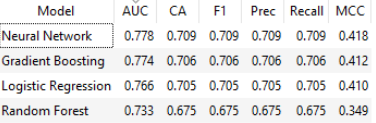 Model AUC CA F1 Prec Recall MCC
Neural Network 0.778 0.709 0.709 0.709 0.709 0.418
Gradient Boosting 0.774 0.706 0.706 0.706 0.706 0.412
Logistic Regression 0.766 0.705 0.705 0.705 0.705 0.410
Random Forest 0.733 0.675 0.675 0.675 0.675 0.349